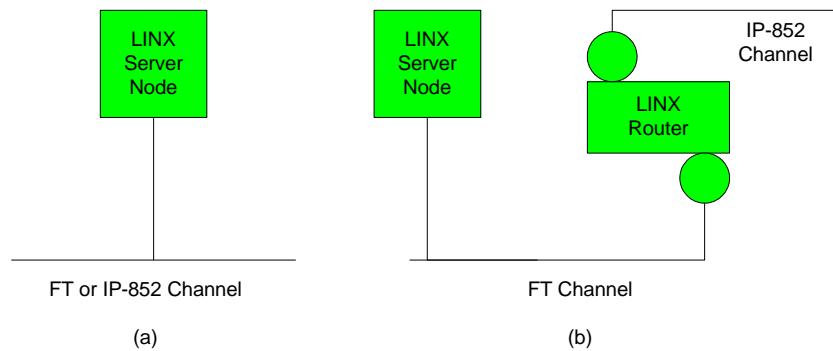 LINX
Server
Node
FT or IP-852 Channel
(a)
LINX
Server
Node
LINX
Router
IP-852
Channel
FT Channel
(b)